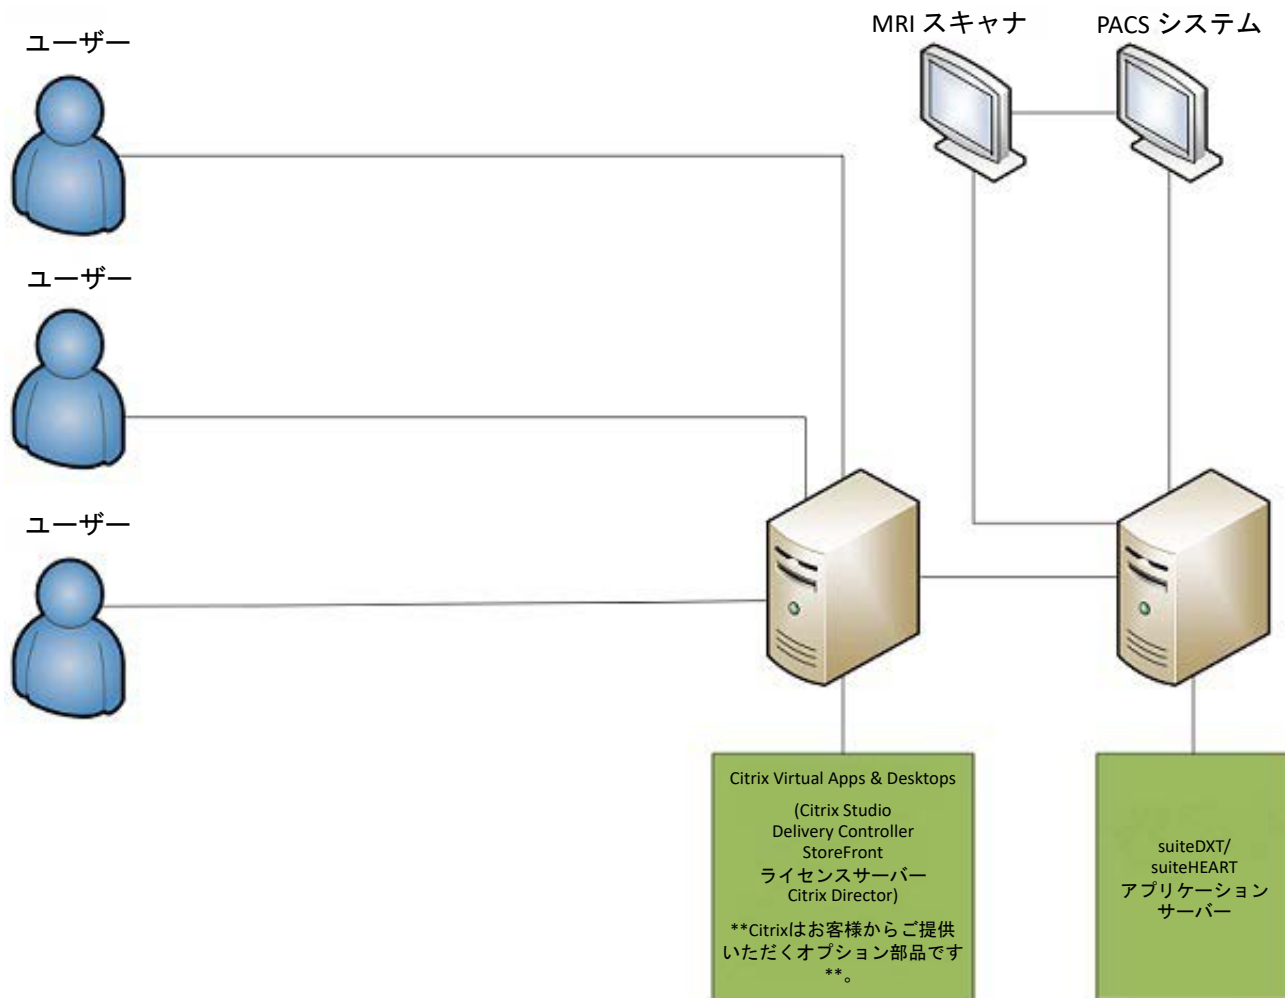 ユーザー
MRI スキャナ
PACS システム
ユーザー
ユーザー
Citrix Virtual Apps & Desktops
(Citrix Studio
Delivery Controller
StoreFront
ライセンスサーバー
Citrix Director)
**Citrixはお客様からご提供
いただくオプション部品です
**。
suiteDXT/
suiteHEART
アプリケーション
サーバー